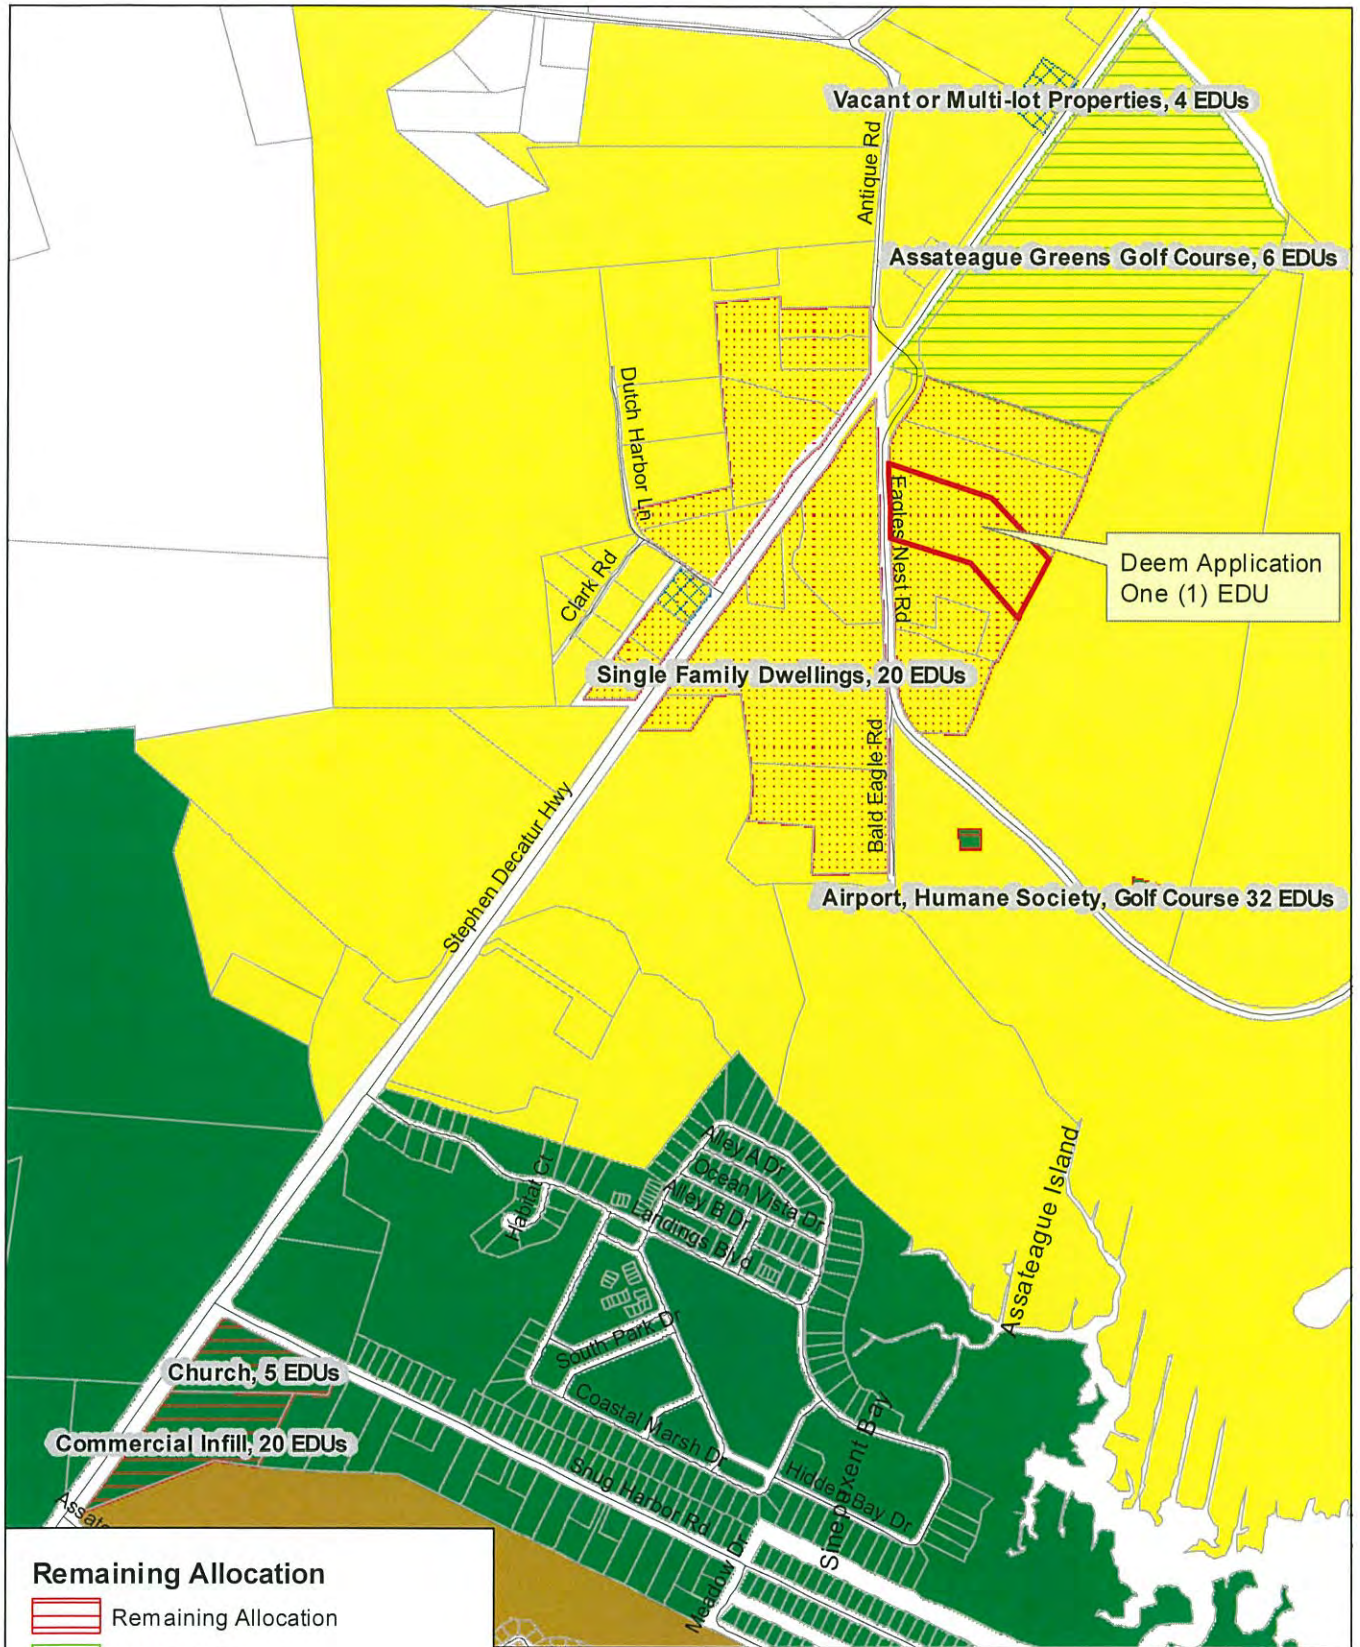 Vacant or Multi-lot Properties, 4 EDUs
Antique Rd
Assateague Greens Golf Course, 6 EDUs
Dutch Harbor Ln
Eagles Nest Rd
Deem Application
One (1) EDU
Clark Rd
Single Family Dwellings, 20 EDUs
Bald Eagle Rd
Stephen Decatur Hwy
Airport, Humane Society, Golf Course 32 EDUs
Alley A Dr
Ocean Vista Dr
Alley B Dr
Landings Blvd
Habitat Ct
Assateague Island
South Park Dr
Church, 5 EDUs
Coastal Marsh Dr
Commercial Infill, 20 EDUs
Snug Harbor Rd
Hidden Bay Dr
Sinepuxent Bay
Meadow Dr
Remaining Allocation
Remaining Allocation